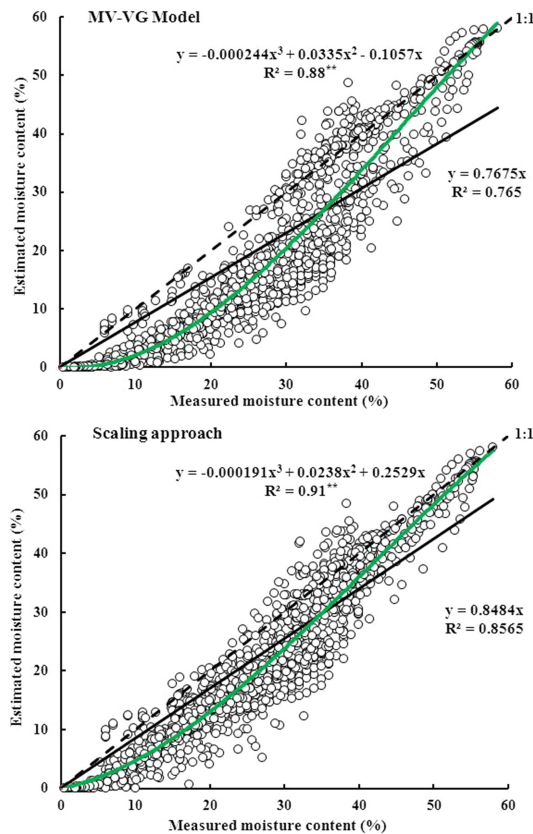 MV-VG Model
1:1
y = -0.000244x³ + 0.0335x² - 0.1057x
R² = 0.88**
y = 0.7675x
R² = 0.765
Estimated moisture content (%)
60
50
40
30
20
10
0
0 10 20 30 40 50 60
Measured moisture content (%)
Scaling approach
1:1
y = -0.000191x³ + 0.0238x² + 0.2529x
R² = 0.91**
y = 0.8484x
R² = 0.8565
Estimated moisture content (%)
60
50
40
30
20
10
0
0 10 20 30 40 50 60
Measured moisture content (%)